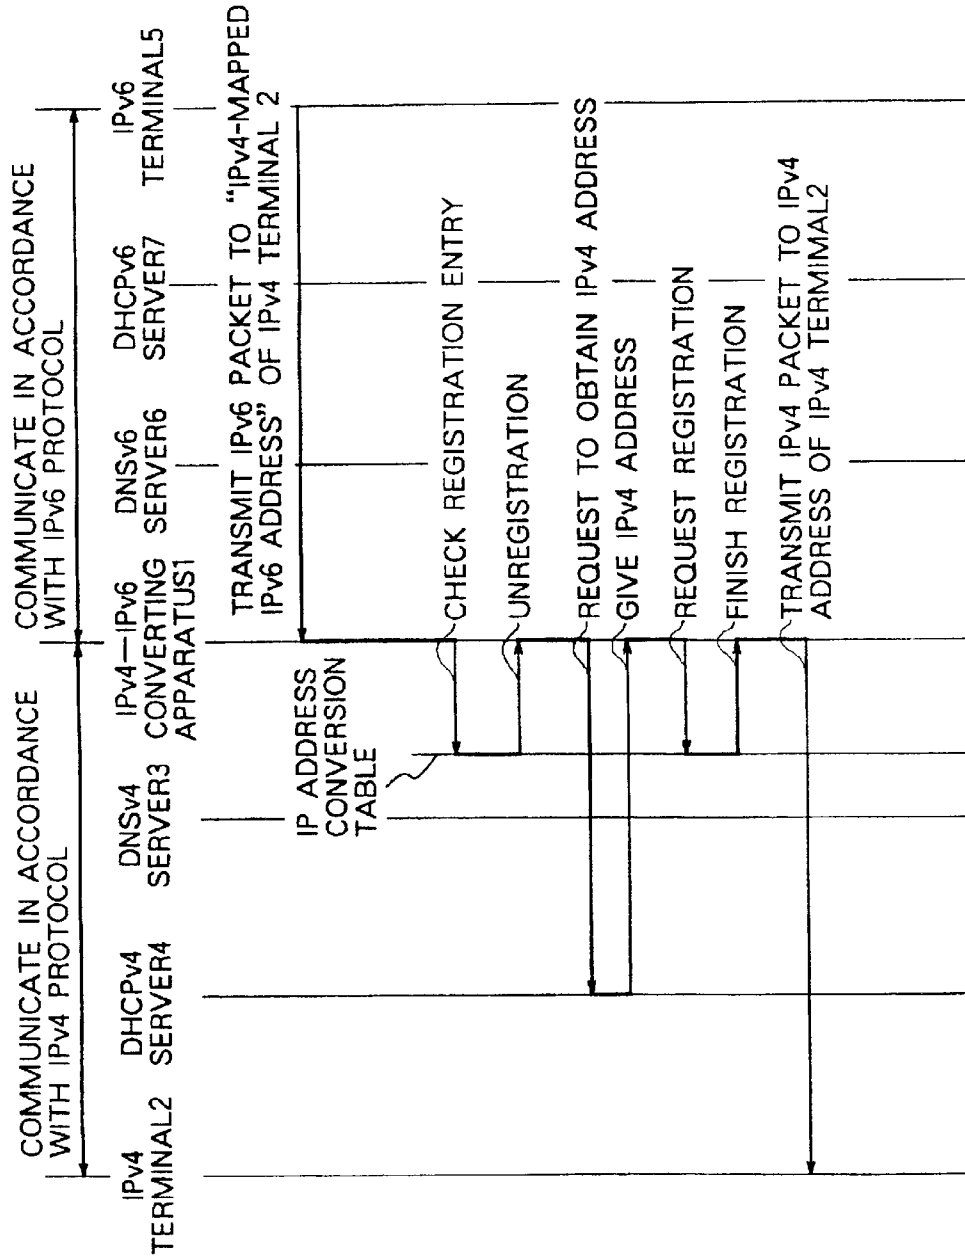 COMMUNICATE IN ACCORDANCE
WITH IPv4 PROTOCOL
COMMUNICATE IN ACCORDANCE
WITH IPv6 PROTOCOL
IPv4
TERMINAL2
DHCPv4
SERVER4
DNSv4
SERVER3
IPv4–IPv6
CONVERTING
APPARATUS1
DNSv6
SERVER6
DHCPv6
SERVER7
IPv6
TERMINAL5
TRANSMIT IPv6 PACKET TO "IPv4-MAPPED
IPv6 ADDRESS" OF IPv4 TERMINAL 2
IP ADDRESS
CONVERSION
TABLE
CHECK REGISTRATION ENTRY
UNREGISTRATION
REQUEST TO OBTAIN IPv4 ADDRESS
GIVE IPv4 ADDRESS
REQUEST REGISTRATION
FINISH REGISTRATION
TRANSMIT IPv4 PACKET TO IPv4
ADDRESS OF IPv4 TERMIMAL2